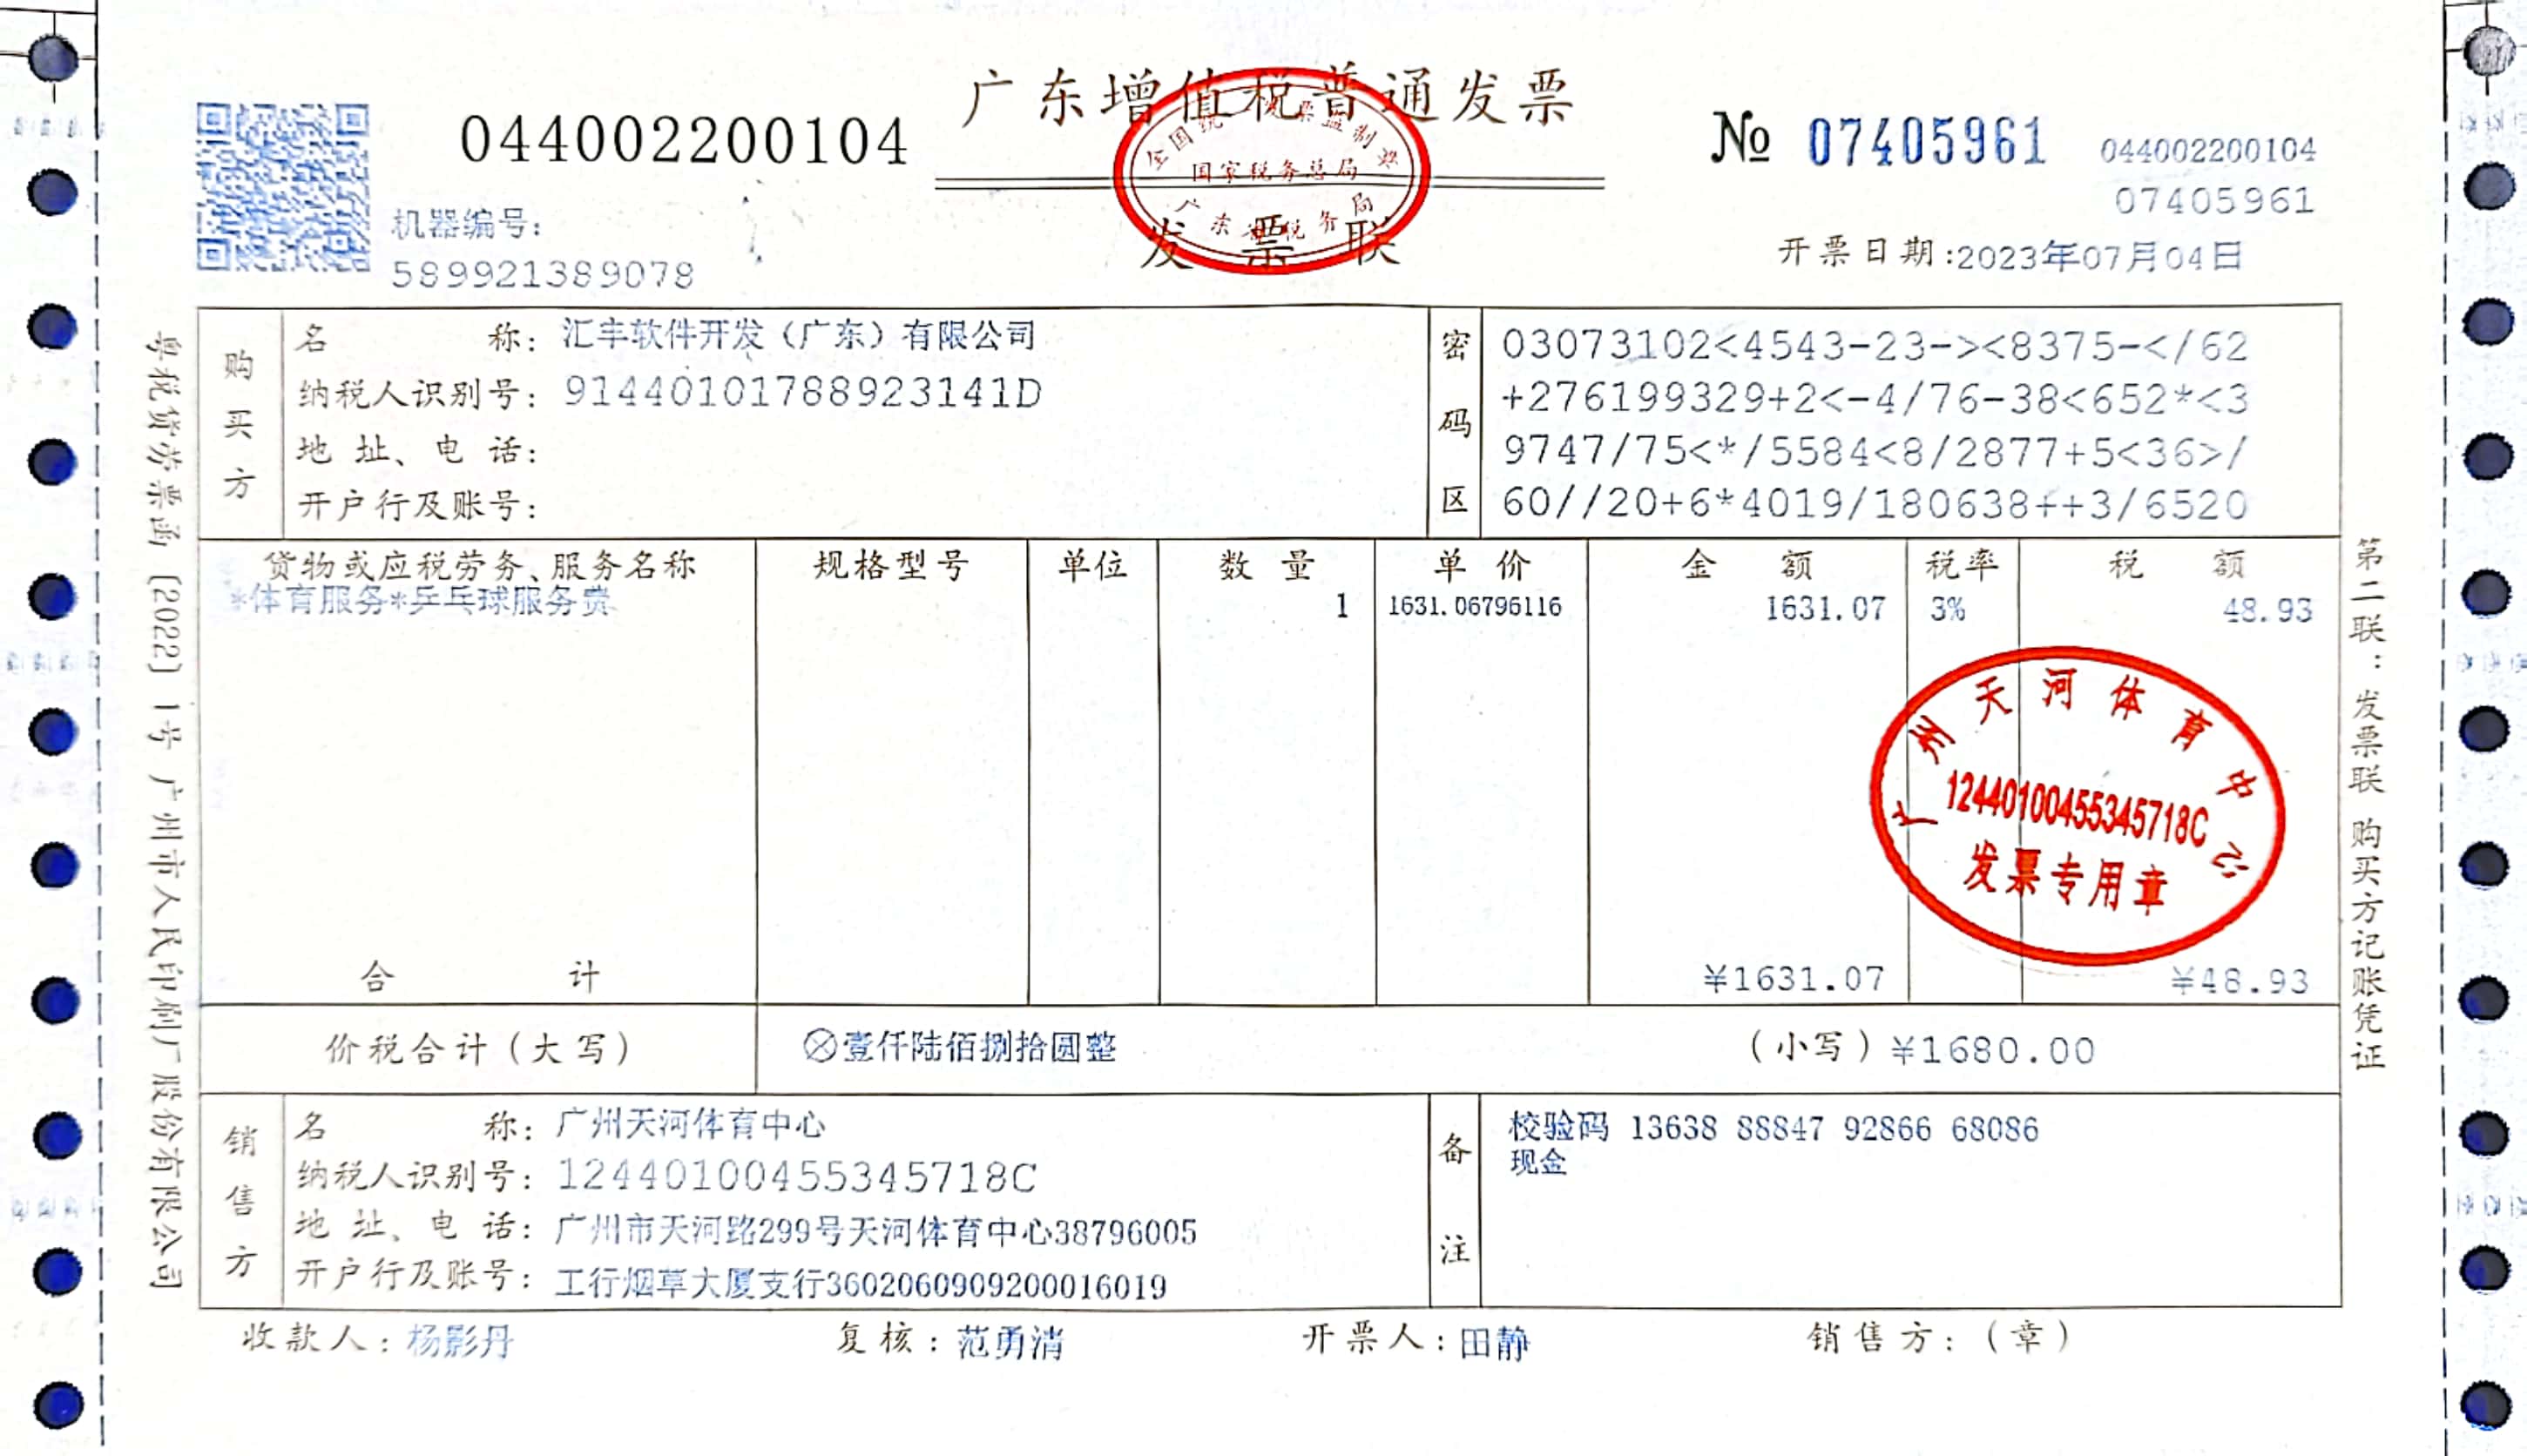 广东增值税普通发票
044002200104
№ 07405961
044002200104
07405961
机器编号:
589921389078
全国统一发票监制章
国家税务总局
广东省税务局
发票联
开票日期:2023年07月04日
购买方
名称: 汇丰软件开发（广东）有限公司
纳税人识别号: 91440101788923141D
地址、电话:
开户行及账号:
密码区
03073102<4543-23-><8375-</62
+276199329+2<-4/76-38<652*<3
9747/75<*/5584<8/2877+5<36>/
60//20+6*4019/180638++3/6520
货物或应税劳务、服务名称 规格型号 单位 数量 单价 金额 税率 税额
*体育服务*乒乓球服务费 1 1631.06796116 1631.07 3% 48.93
广州天河体育中心
12440100455345718C
发票专用章
合计 ¥1631.07 ¥48.93
价税合计（大写） ⊗壹仟陆佰捌拾圆整 （小写）¥1680.00
销售方
名称: 广州天河体育中心
纳税人识别号: 12440100455345718C
地址、电话: 广州市天河路299号天河体育中心38796005
开户行及账号: 工行烟草大厦支行3602060909200016019
备注
校验码 13638 88847 92866 68086
现金
收款人: 杨影丹 复核: 范勇清 开票人: 田静 销售方:（章）
粤税货劳票函〔2022〕1号 广州市人民印刷厂股份有限公司
第二联:发票联 购买方记账凭证